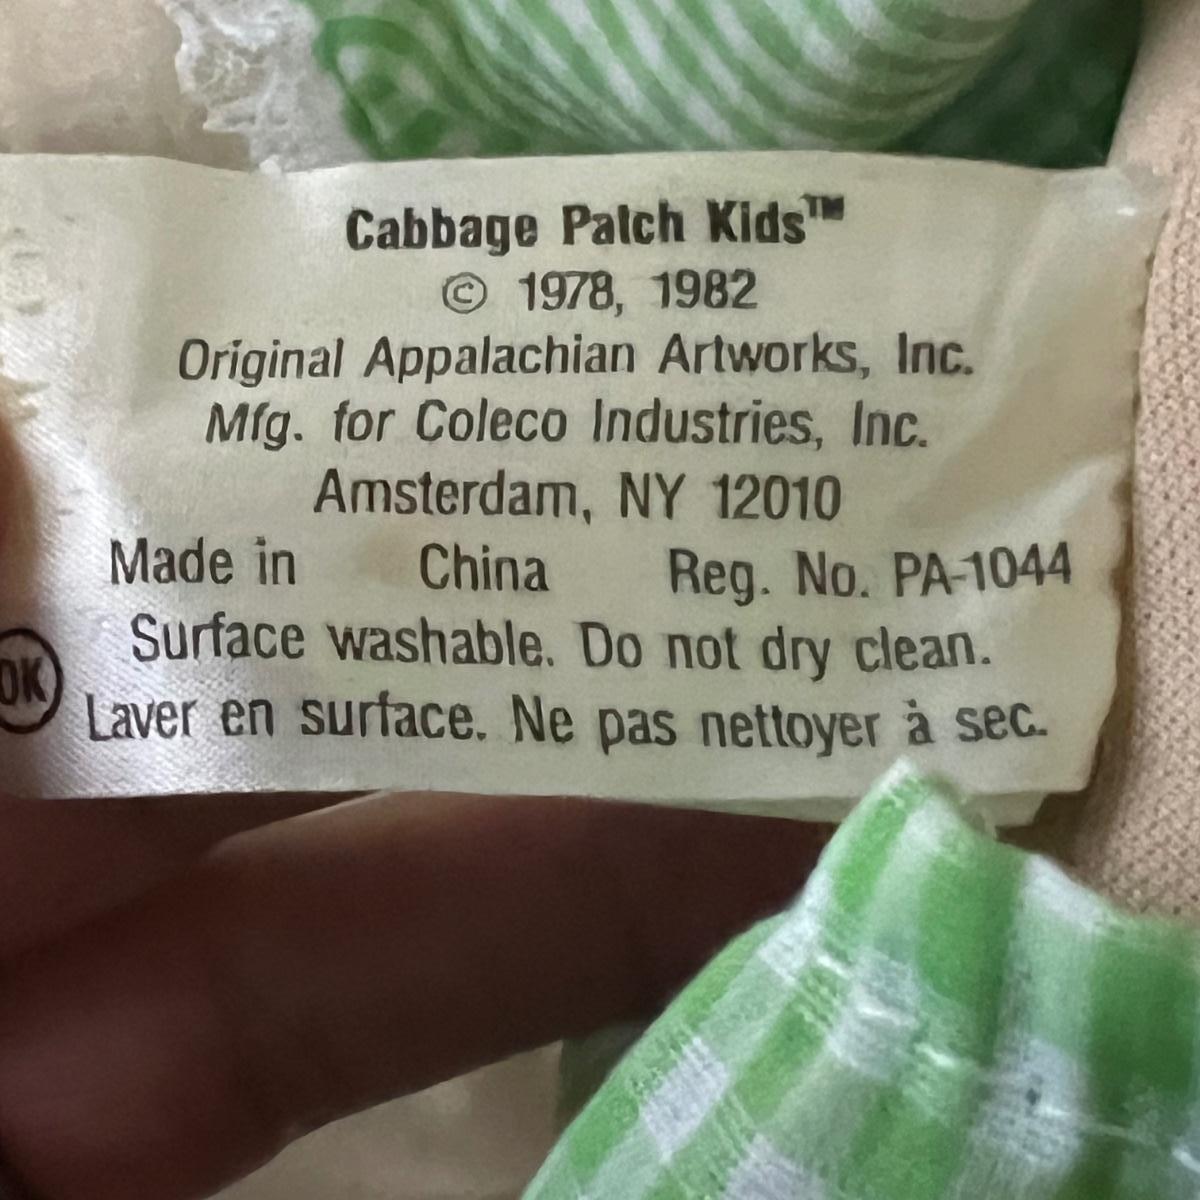 Cabbage Patch Kids™
© 1978, 1982
Original Appalachian Artworks, Inc.
Mfg. for Coleco Industries, Inc.
Amsterdam, NY 12010
Made in China Reg. No. PA-1044
Surface washable. Do not dry clean.
OK
Laver en surface. Ne pas nettoyer à sec.